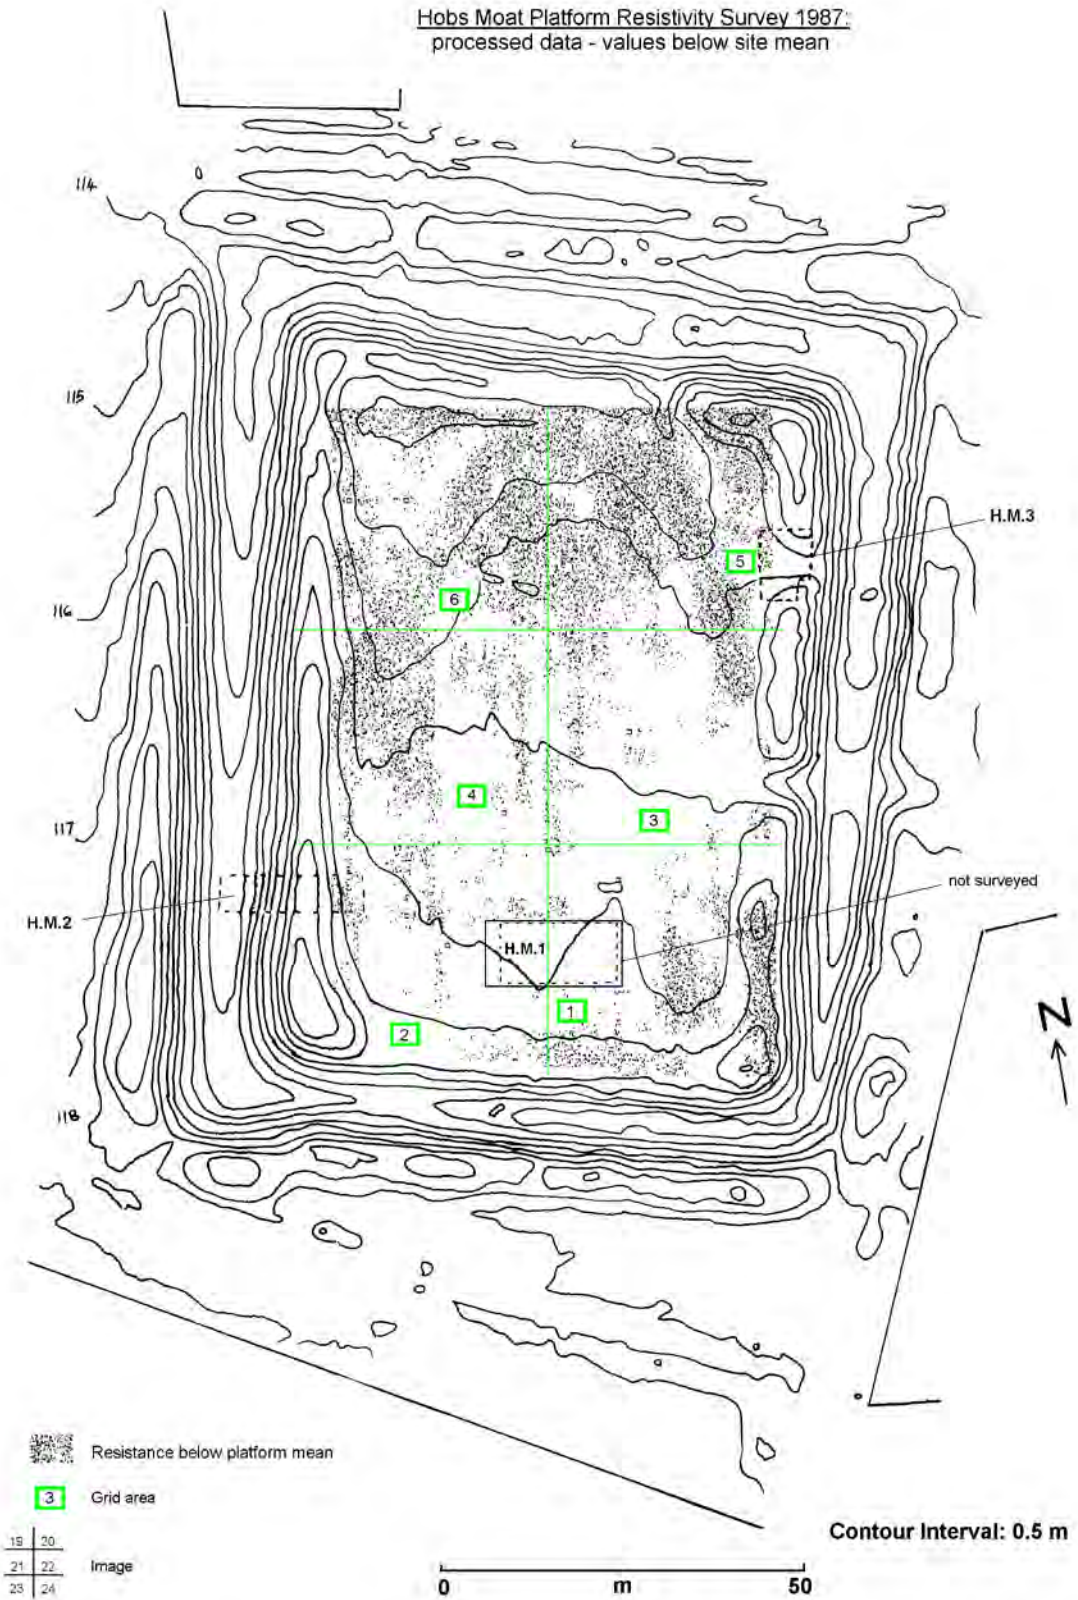 Hobs Moat Platform Resistivity Survey 1987:
processed data - values below site mean
114
115
H.M.3
5
6
116
4
3
117
not surveyed
H.M.2
H.M.1
1
2
N
118
Resistance below platform mean
3 Grid area
Contour Interval: 0.5 m
19 20
21 22 Image
23 24
0 m 50